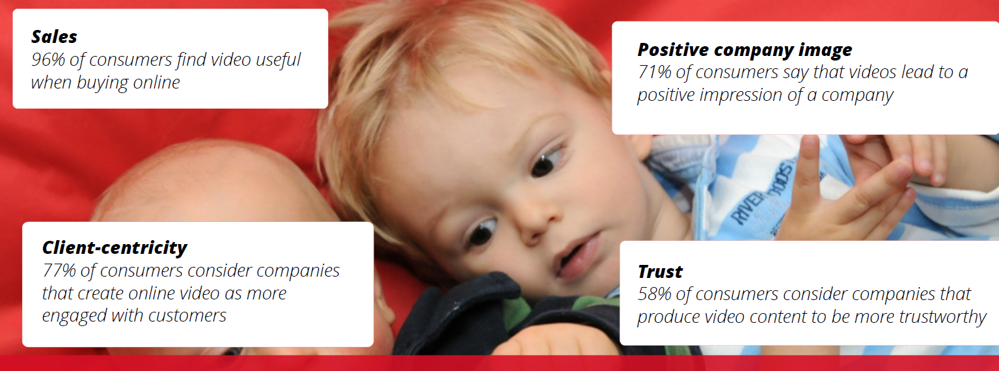 Sales
96% of consumers find video useful
when buying online
Positive company image
71% of consumers say that videos lead to a
positive impression of a company
RIVER WOODS
Client-centricity
77% of consumers consider companies
that create online video as more
engaged with customers
Trust
58% of consumers consider companies that
produce video content to be more trustworthy